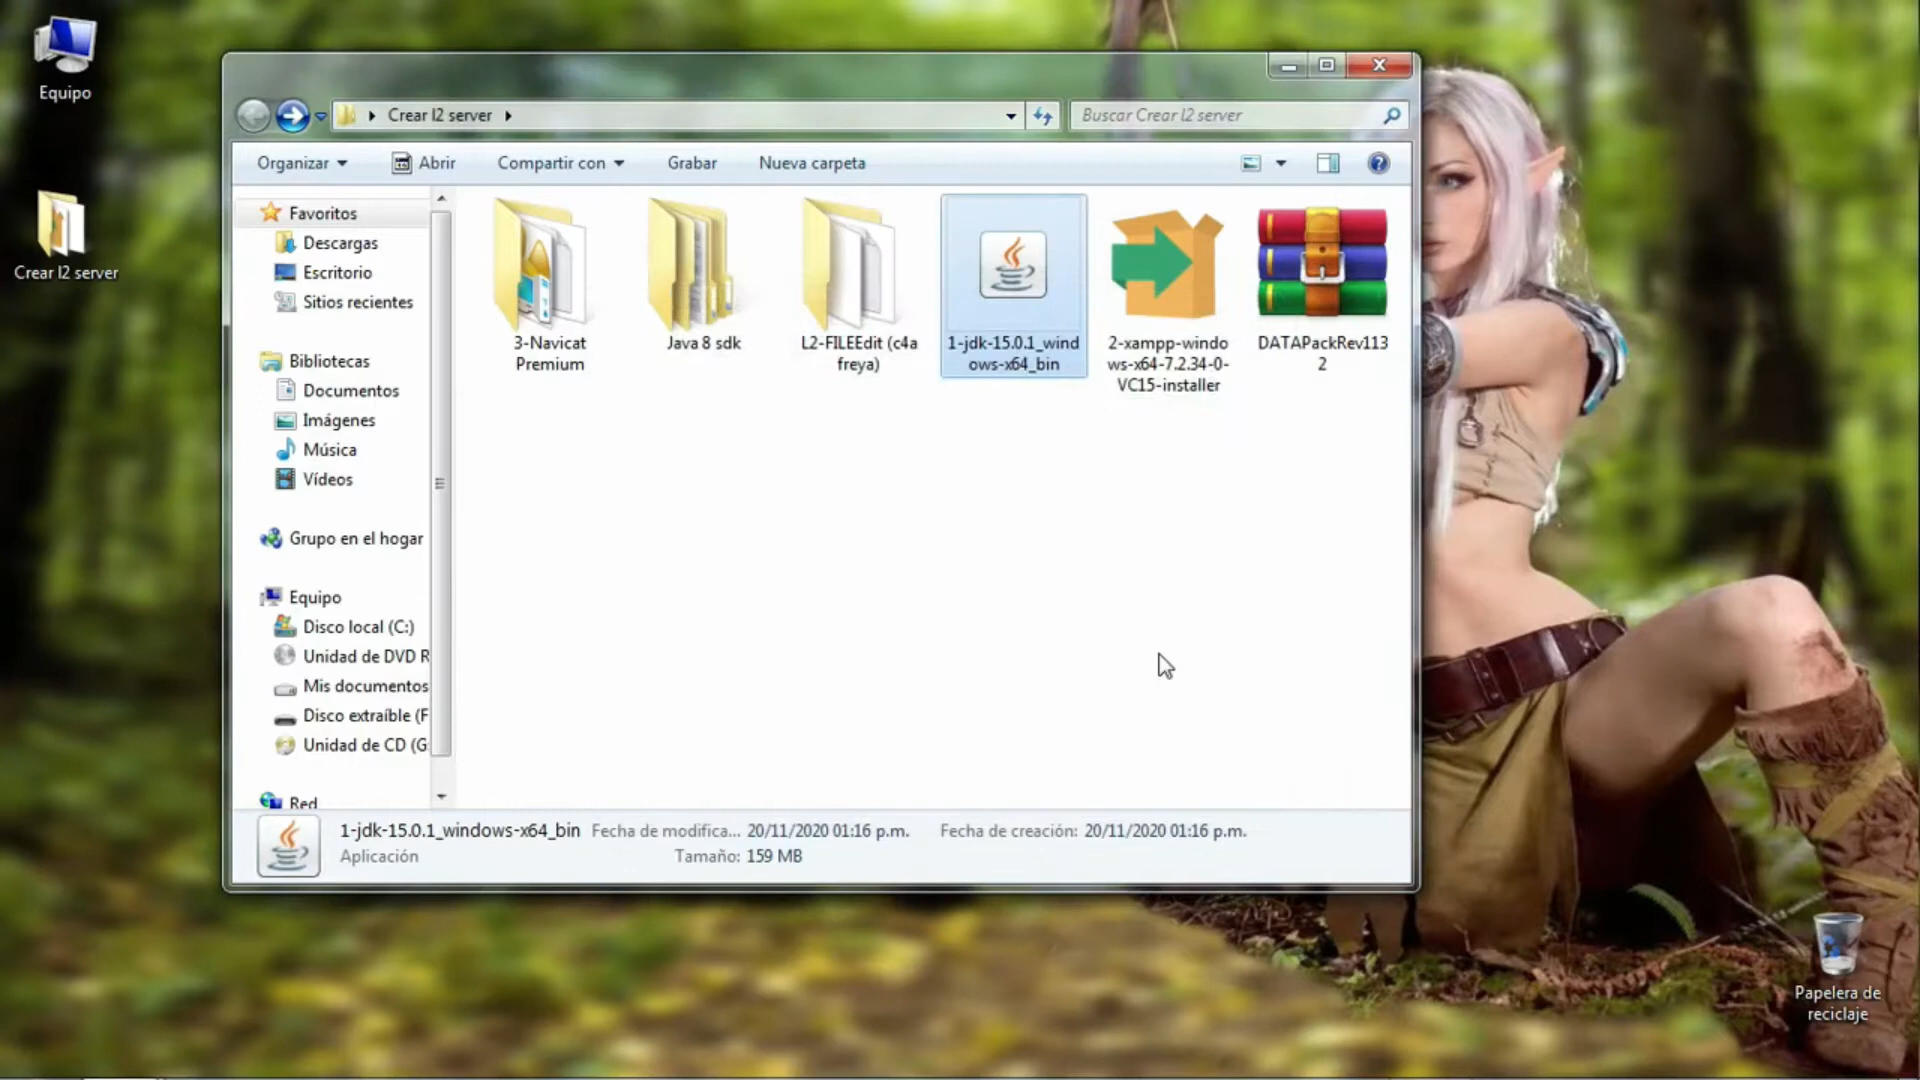 Equipo
Crear l2 server
Crear l2 server
Buscar Crear l2 server
Organizar
Abrir
Compartir con
Grabar
Nueva carpeta
Favoritos
Descargas
Escritorio
Sitios recientes
Bibliotecas
Documentos
Imágenes
Música
Vídeos
Grupo en el hogar
Equipo
Disco local (C:)
Unidad de DVD R
Mis documentos
Disco extraíble (F
Unidad de CD (G:
Red
3-Navicat
Premium
Java 8 sdk
L2-FILEEdit (c4a
freya)
1-jdk-15.0.1_wind
ows-x64_bin
2-xampp-windo
ws-x64-7.2.34-0-
VC15-installer
DATAPackRev113
2
1-jdk-15.0.1_windows-x64_bin
Fecha de modifica... 20/11/2020 01:16 p.m.
Fecha de creación: 20/11/2020 01:16 p.m.
Aplicación
Tamaño: 159 MB
Papelera de
reciclaje